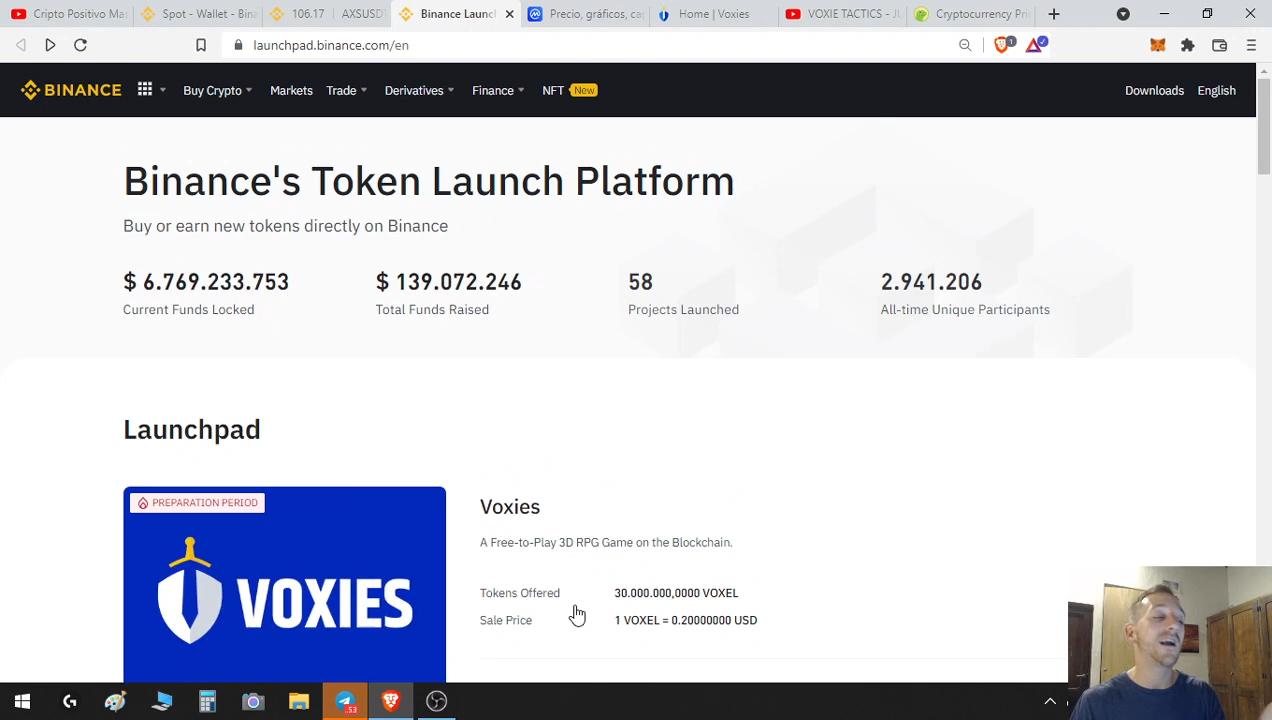 Cripto Positivo Ma
Spot - Wallet - Bin
106.17 | AXSUSD
Binance Launc
Precio, gráficos, ca
Home | Voxies
VOXIE TACTICS - JU
Cryptocurrency Pri
launchpad.binance.com/en
1
BINANCE
Buy Crypto
Markets
Trade
Derivatives
Finance
NFT New
Downloads
English
Binance's Token Launch Platform
Buy or earn new tokens directly on Binance
$ 6.769.233.753
Current Funds Locked
$ 139.072.246
Total Funds Raised
58
Projects Launched
2.941.206
All-time Unique Participants
Launchpad
PREPARATION PERIOD
VOXIES
Voxies
A Free-to-Play 3D RPG Game on the Blockchain.
Tokens Offered 30.000.000,0000 VOXEL
Sale Price 1 VOXEL = 0.20000000 USD
53